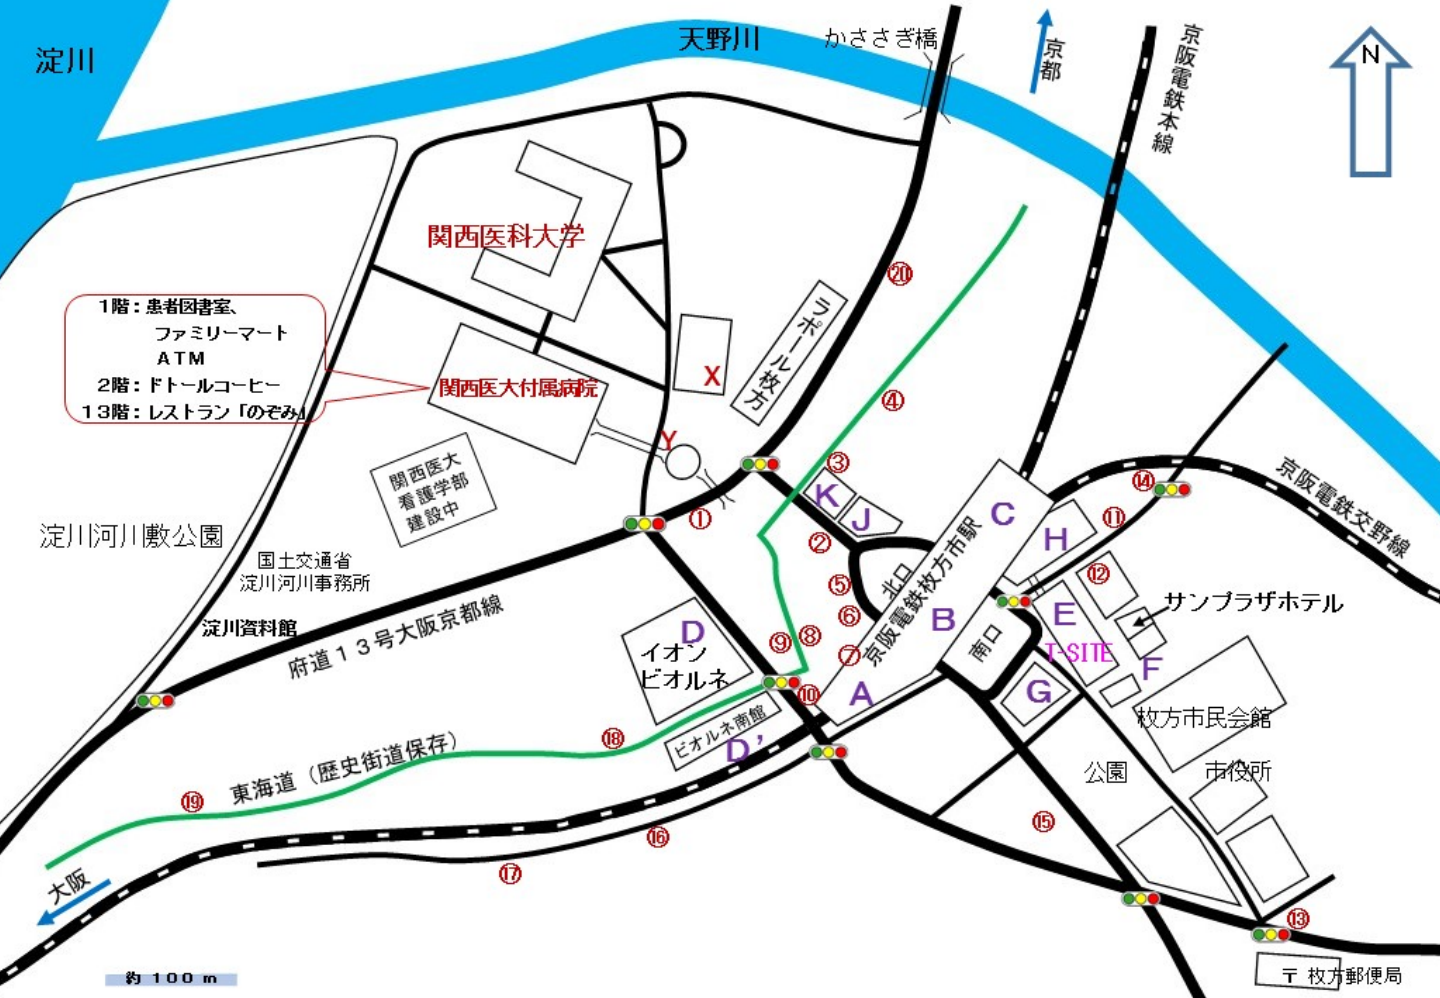 淀川
天野川
かささぎ橋
京都
京阪電鉄本線
N
関西医科大学
⑳
1階：患者図書室、
ファミリーマート
ATM
2階：ドトールコーヒー
13階：レストラン「のぞみ」
関西医大付属病院
X
ラポール枚方
④
Y
関西医大
看護学部
建設中
③
K
J
C
⑭
京阪電鉄交野線
①
②
H
⑪
淀川河川敷公園
国土交通省
淀川河川事務所
⑤
北口
京阪電鉄枚方市駅
⑫
⑥
B
E
サンプラザホテル
淀川資料館
府道13号大阪京都線
D
イオン
ビオルネ
⑨
⑧
⑦
南口
T-SITE
F
A
⑩
G
ビオルネ南館
D’
枚方市民会館
⑱
東海道（歴史街道保存）
公園
市役所
⑲
⑯
⑮
⑰
大阪
⑬
約100m
〒枚方郵便局